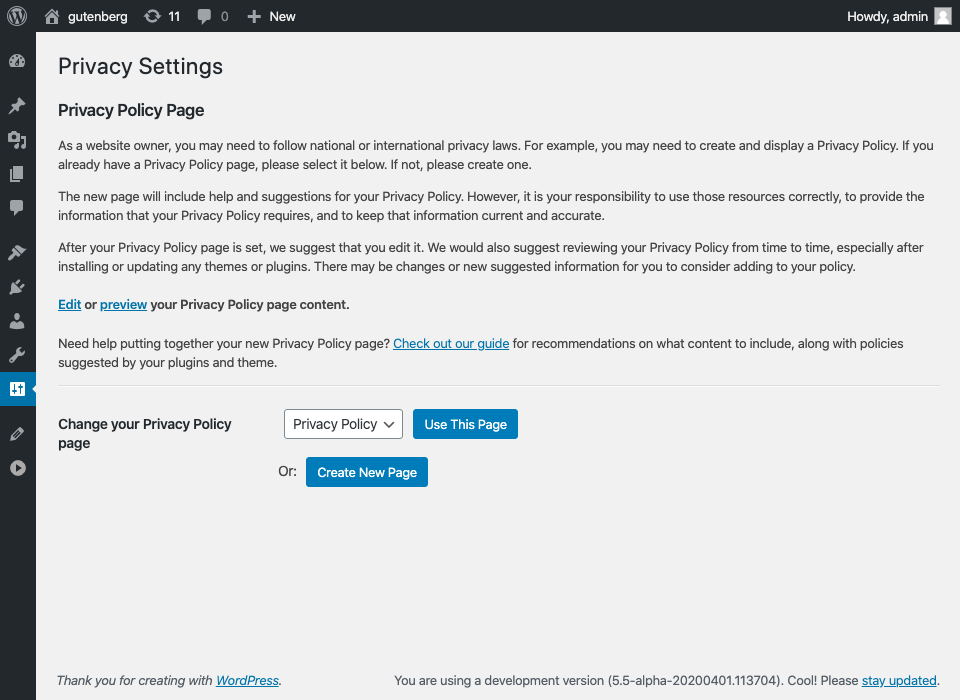 gutenberg 11 0 New Howdy, admin
Privacy Settings
Privacy Policy Page
As a website owner, you may need to follow national or international privacy laws. For example, you may need to create and display a Privacy Policy. If you
already have a Privacy Policy page, please select it below. If not, please create one.
The new page will include help and suggestions for your Privacy Policy. However, it is your responsibility to use those resources correctly, to provide the
information that your Privacy Policy requires, and to keep that information current and accurate.
After your Privacy Policy page is set, we suggest that you edit it. We would also suggest reviewing your Privacy Policy from time to time, especially after
installing or updating any themes or plugins. There may be changes or new suggested information for you to consider adding to your policy.
Edit or preview your Privacy Policy page content.
Need help putting together your new Privacy Policy page? Check out our guide for recommendations on what content to include, along with policies
suggested by your plugins and theme.
Change your Privacy Policy
page
Privacy Policy Use This Page
Or: Create New Page
Thank you for creating with WordPress. You are using a development version (5.5-alpha-20200401.113704). Cool! Please stay updated.